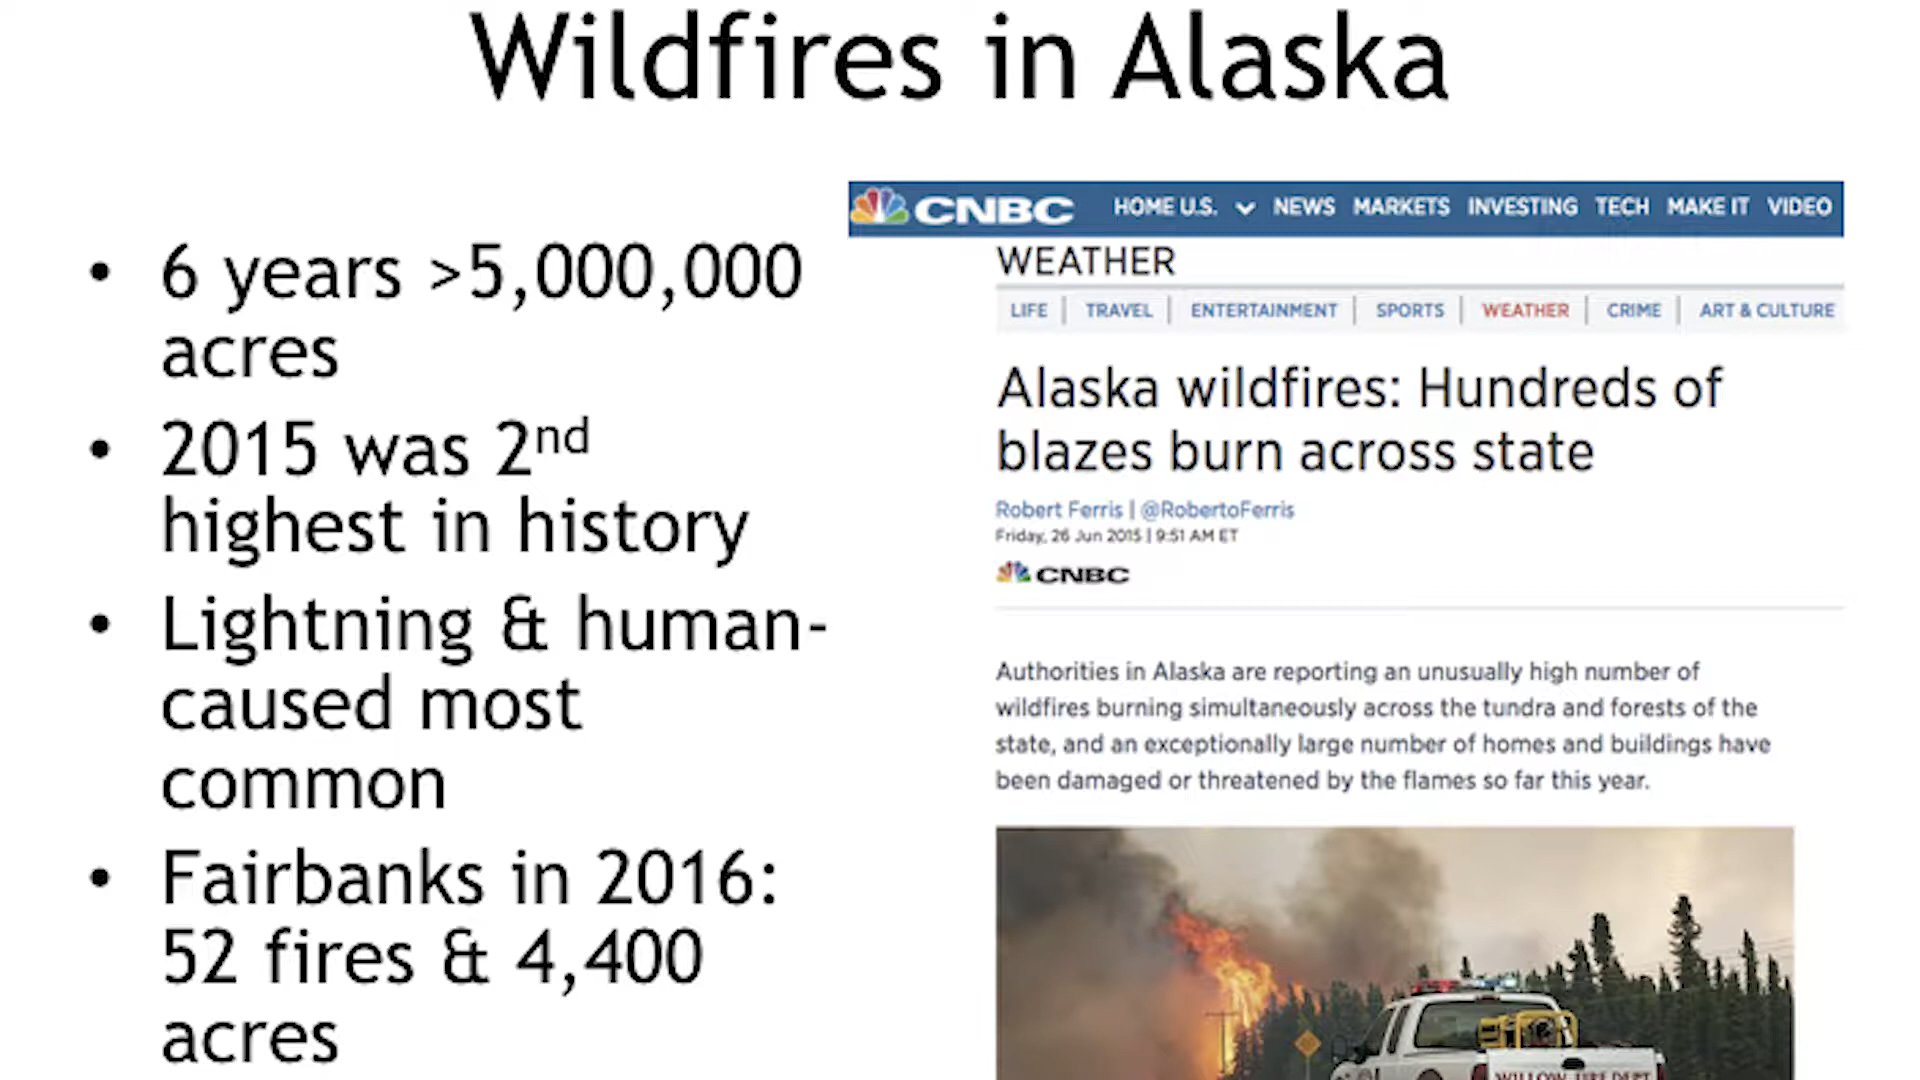 Wildfires in Alaska
• 6 years >5,000,000
acres
• 2015 was 2nd
highest in history
• Lightning & human-
caused most
common
• Fairbanks in 2016:
52 fires & 4,400
acres
CNBC HOME U.S. NEWS MARKETS INVESTING TECH MAKE IT VIDEO
WEATHER
LIFE | TRAVEL | ENTERTAINMENT | SPORTS | WEATHER | CRIME | ART & CULTURE
Alaska wildfires: Hundreds of
blazes burn across state
Robert Ferris | @RobertoFerris
Friday, 26 Jun 2015 | 9:51 AM ET
CNBC
Authorities in Alaska are reporting an unusually high number of
wildfires burning simultaneously across the tundra and forests of the
state, and an exceptionally large number of homes and buildings have
been damaged or threatened by the flames so far this year.
WILLOW FIRE DEPT